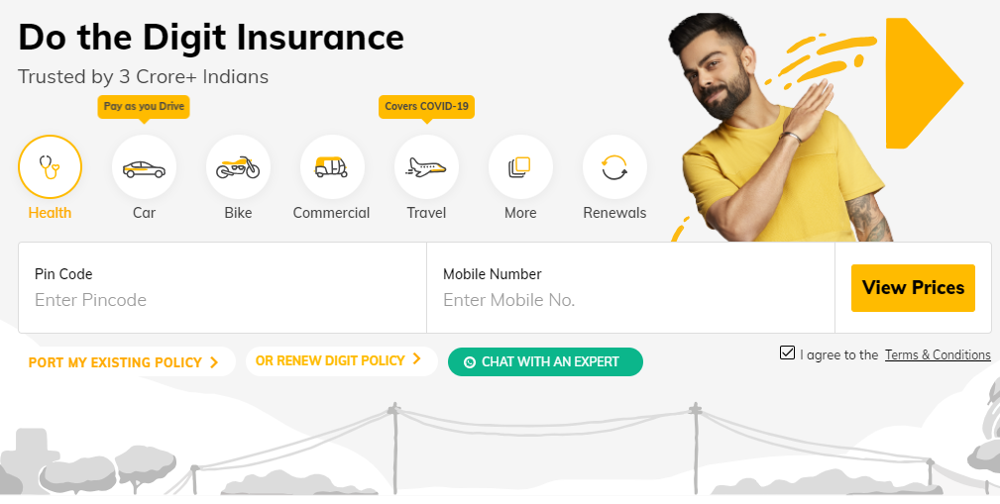 Do the Digit Insurance
Trusted by 3 Crore+ Indians
Pay as you Drive
Covers COVID-19
Health
Car
Bike
Commercial
Travel
More
Renewals
Pin Code
Enter Pincode
Mobile Number
Enter Mobile No.
View Prices
PORT MY EXISTING POLICY
OR RENEW DIGIT POLICY
CHAT WITH AN EXPERT
I agree to the Terms & Conditions